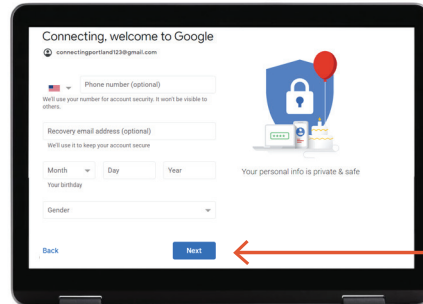 Connecting, welcome to Google
connectingportland123@gmail.com
Phone number (optional)
We'll use your number for account security. It won't be visible to
others.
Recovery email address (optional)
We'll use it to keep your account secure
Month
Day
Year
Your birthday
Gender
Back
Next
Your personal info is private & safe